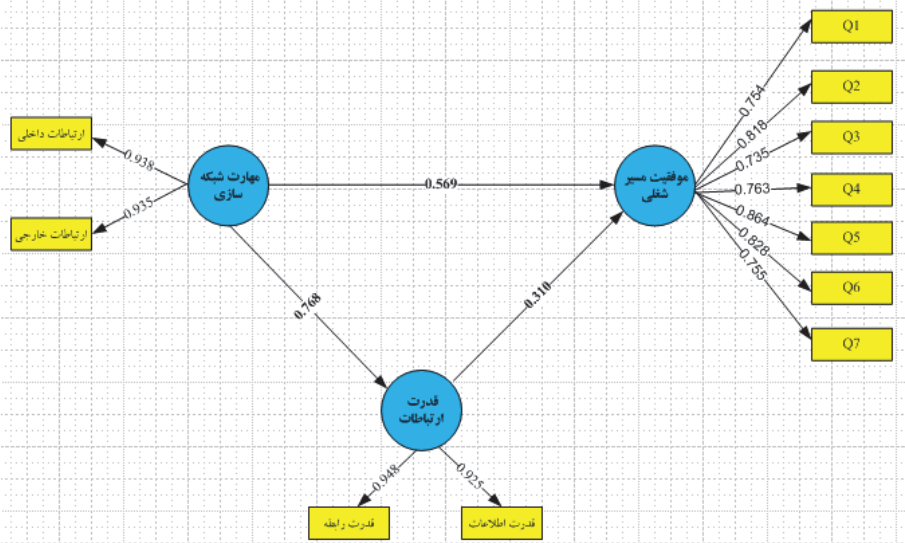 Q1
Q2
Q3
Q4
Q5
Q6
Q7
0.754
0.818
0.735
0.763
0.864
0.828
0.755
موفقیت مسیر
شغلی
0.569
مهارت شبکه
سازی
0.938
0.935
ارتباطات داخلی
ارتباطات خارجی
0.768
0.310
قدرت
ارتباطات
0.948
0.925
قدرت رابطه
قدرت اطلاعات